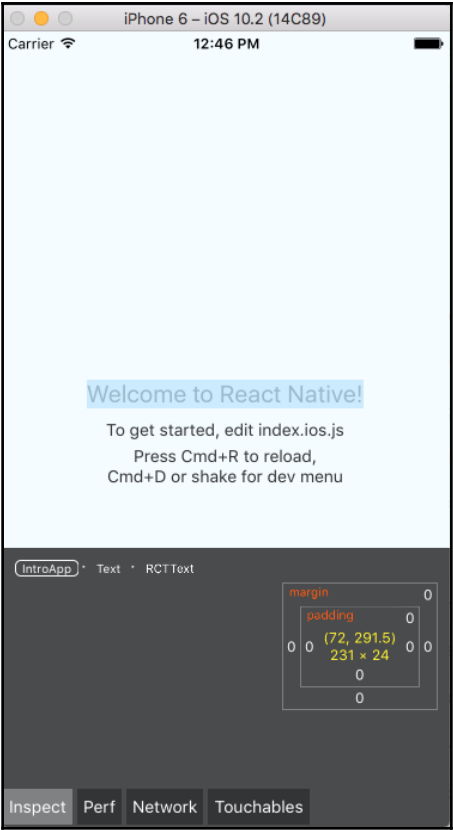 iPhone 6 – iOS 10.2 (14C89)
Carrier 12:46 PM
Welcome to React Native!
To get started, edit index.ios.js
Press Cmd+R to reload,
Cmd+D or shake for dev menu
IntroApp Text RCTText
margin 0
padding 0
(72, 291.5)
0 0 231 × 24 0 0
0
0
Inspect Perf Network Touchables